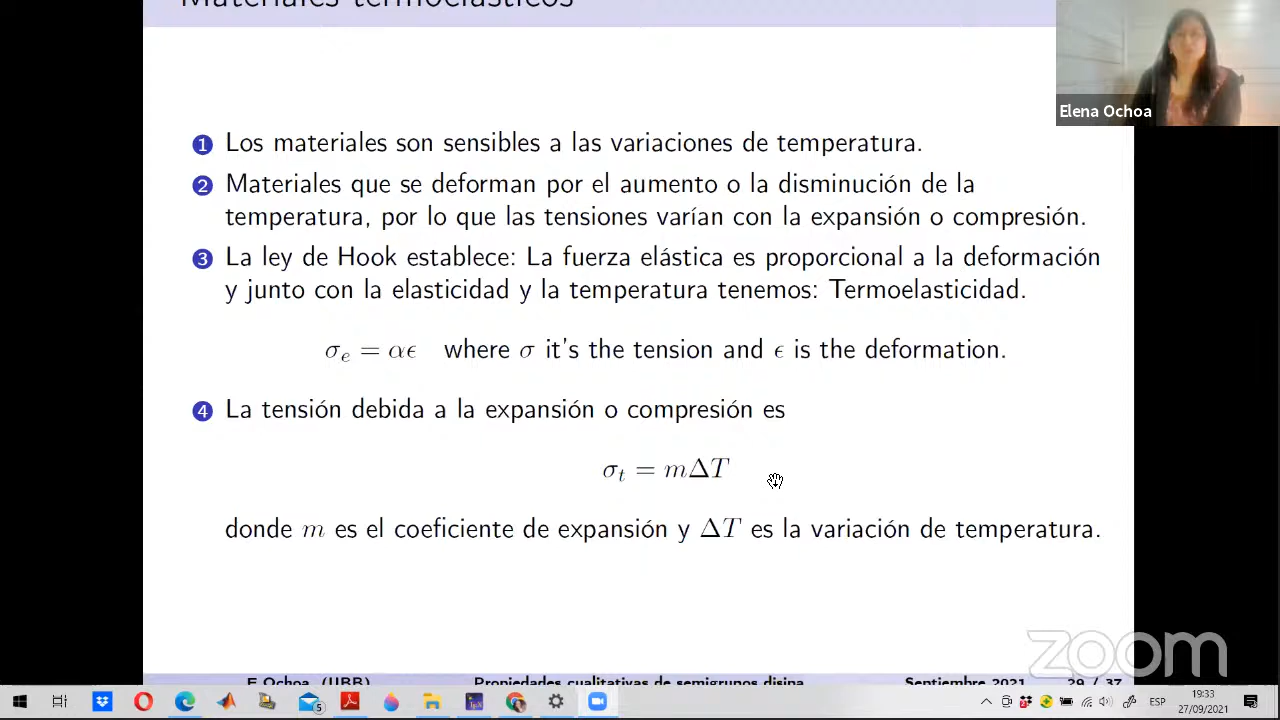 Materiales termoelásticos
Elena Ochoa
1 Los materiales son sensibles a las variaciones de temperatura.
2 Materiales que se deforman por el aumento o la disminución de la
temperatura, por lo que las tensiones varían con la expansión o compresión.
3 La ley de Hook establece: La fuerza elástica es proporcional a la deformación
y junto con la elasticidad y la temperatura tenemos: Termoelasticidad.
σe = αϵ where σ it's the tension and ϵ is the deformation.
4 La tensión debida a la expansión o compresión es
σt = mΔT
donde m es el coeficiente de expansión y ΔT es la variación de temperatura.
zoom
E.Ochoa (UBB) Propiedades cualitativas de semigrupos disipa Septiembre 2021 29 / 37
5
ESP
19:33
27/09/2021